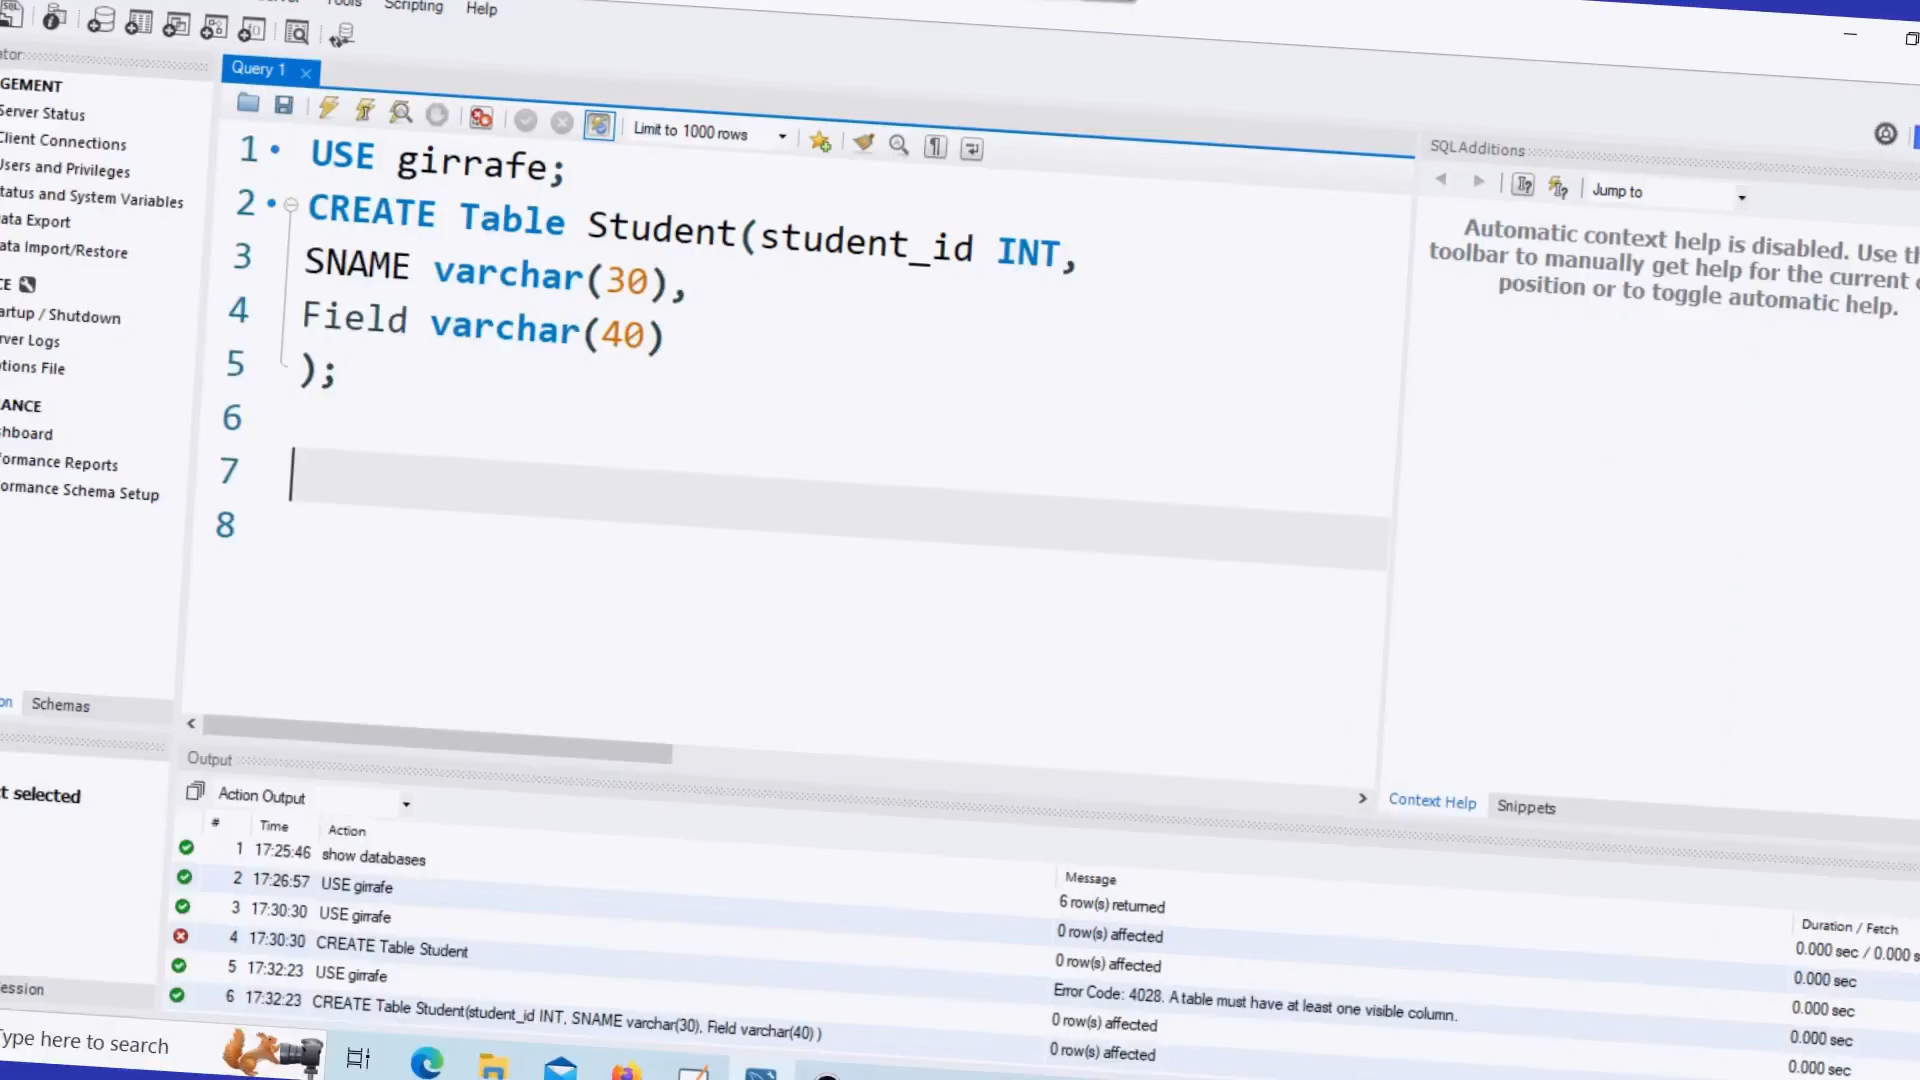 Tools Scripting Help
Query 1
GEMENT
Server Status
Client Connections
Users and Privileges
tatus and System Variables
ata Export
ata Import/Restore
CE
artup / Shutdown
rver Logs
tions File
ANCE
shboard
formance Reports
ormance Schema Setup
Schemas
t selected
ession
Limit to 1000 rows
1 USE girrafe;
2 CREATE Table Student(student_id INT,
3 SNAME varchar(30),
4 Field varchar(40)
5 );
6
7
8
SQLAdditions
Jump to
Automatic context help is disabled. Use th
toolbar to manually get help for the current c
position or to toggle automatic help.
Context Help Snippets
Output
Action Output
# Time Action Message Duration / Fetch
1 17:25:46 show databases 6 row(s) returned 0.000 sec / 0.000 s
2 17:26:57 USE girrafe 0 row(s) affected 0.000 sec
3 17:30:30 USE girrafe 0 row(s) affected 0.000 sec
4 17:30:30 CREATE Table Student Error Code: 4028. A table must have at least one visible column. 0.000 sec
5 17:32:23 USE girrafe 0 row(s) affected 0.000 sec
6 17:32:23 CREATE Table Student(student_id INT, SNAME varchar(30), Field varchar(40) ) 0 row(s) affected
Type here to search